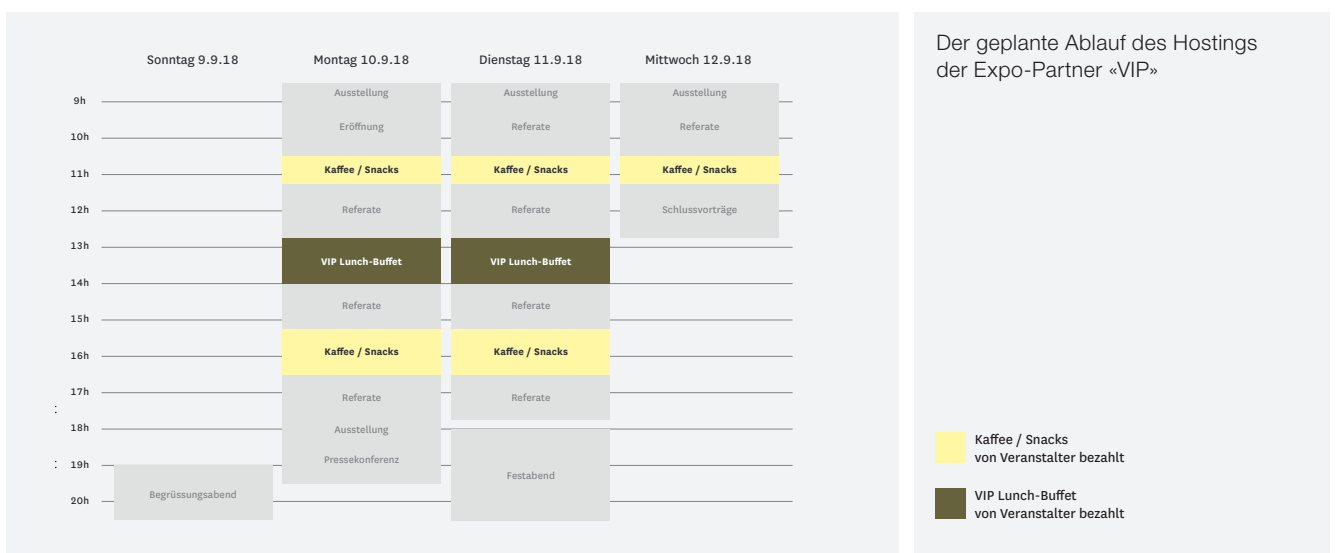 Der geplante Ablauf des Hostings
der Expo-Partner «VIP»
Sonntag 9.9.18
Montag 10.9.18
Dienstag 11.9.18
Mittwoch 12.9.18
9h
10h
11h
12h
13h
14h
15h
16h
17h
:
18h
:
19h
20h
Begrüssungsabend
Ausstellung
Eröffnung
Kaffee / Snacks
Referate
VIP Lunch-Buffet
Referate
Kaffee / Snacks
Referate
Ausstellung
Pressekonferenz
Ausstellung
Referate
Kaffee / Snacks
Referate
VIP Lunch-Buffet
Referate
Kaffee / Snacks
Referate
Festabend
Ausstellung
Referate
Kaffee / Snacks
Schlussvorträge
Kaffee / Snacks
von Veranstalter bezahlt
VIP Lunch-Buffet
von Veranstalter bezahlt